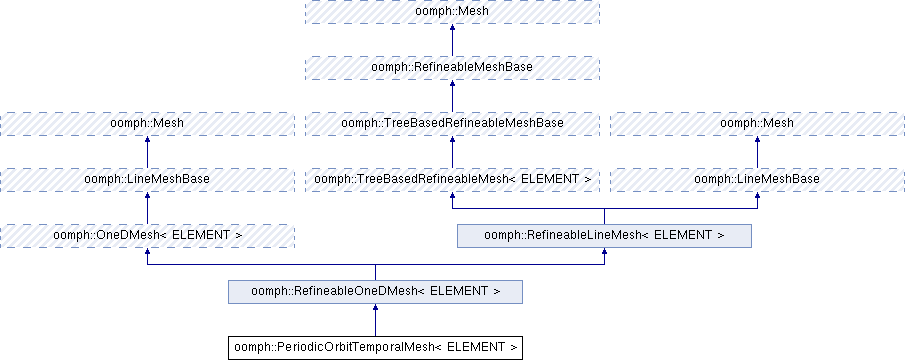 oomph::Mesh
oomph::RefineableMeshBase
oomph::Mesh
oomph::TreeBasedRefineableMeshBase
oomph::Mesh
oomph::LineMeshBase
oomph::TreeBasedRefineableMesh< ELEMENT >
oomph::LineMeshBase
oomph::OneDMesh< ELEMENT >
oomph::RefineableLineMesh< ELEMENT >
oomph::RefineableOneDMesh< ELEMENT >
oomph::PeriodicOrbitTemporalMesh< ELEMENT >